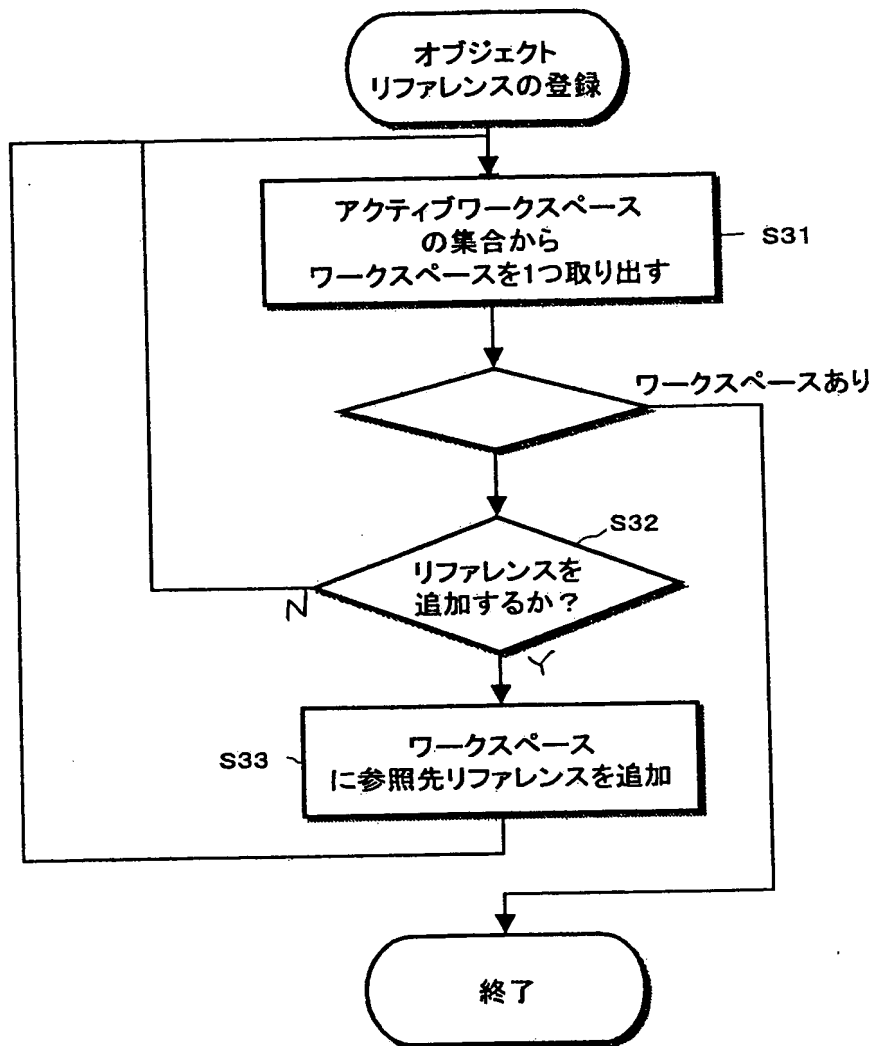 オブジェクト
リファレンスの登録
アクティブワークスペース
の集合から
ワークスペースを1つ取り出す
S31
ワークスペースあり
S32
リファレンスを
追加するか？
N
Y
S33
ワークスペース
に参照先リファレンスを追加
終了